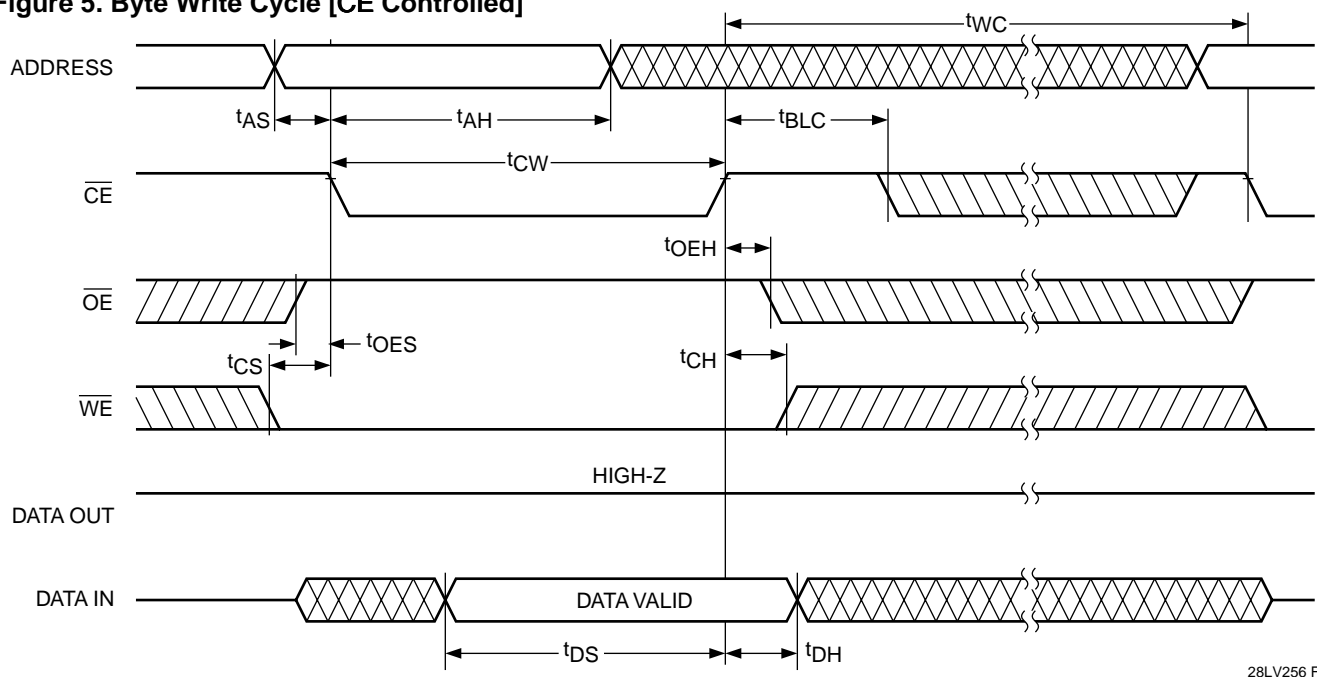 Figure 5. Byte Write Cycle [CE Controlled]
tWC
ADDRESS
tAS
tAH
tBLC
tCW
CE
tOEH
OE
tOES
tCS
tCH
WE
HIGH-Z
DATA OUT
DATA IN
DATA VALID
tDS
tDH
28LV256 F